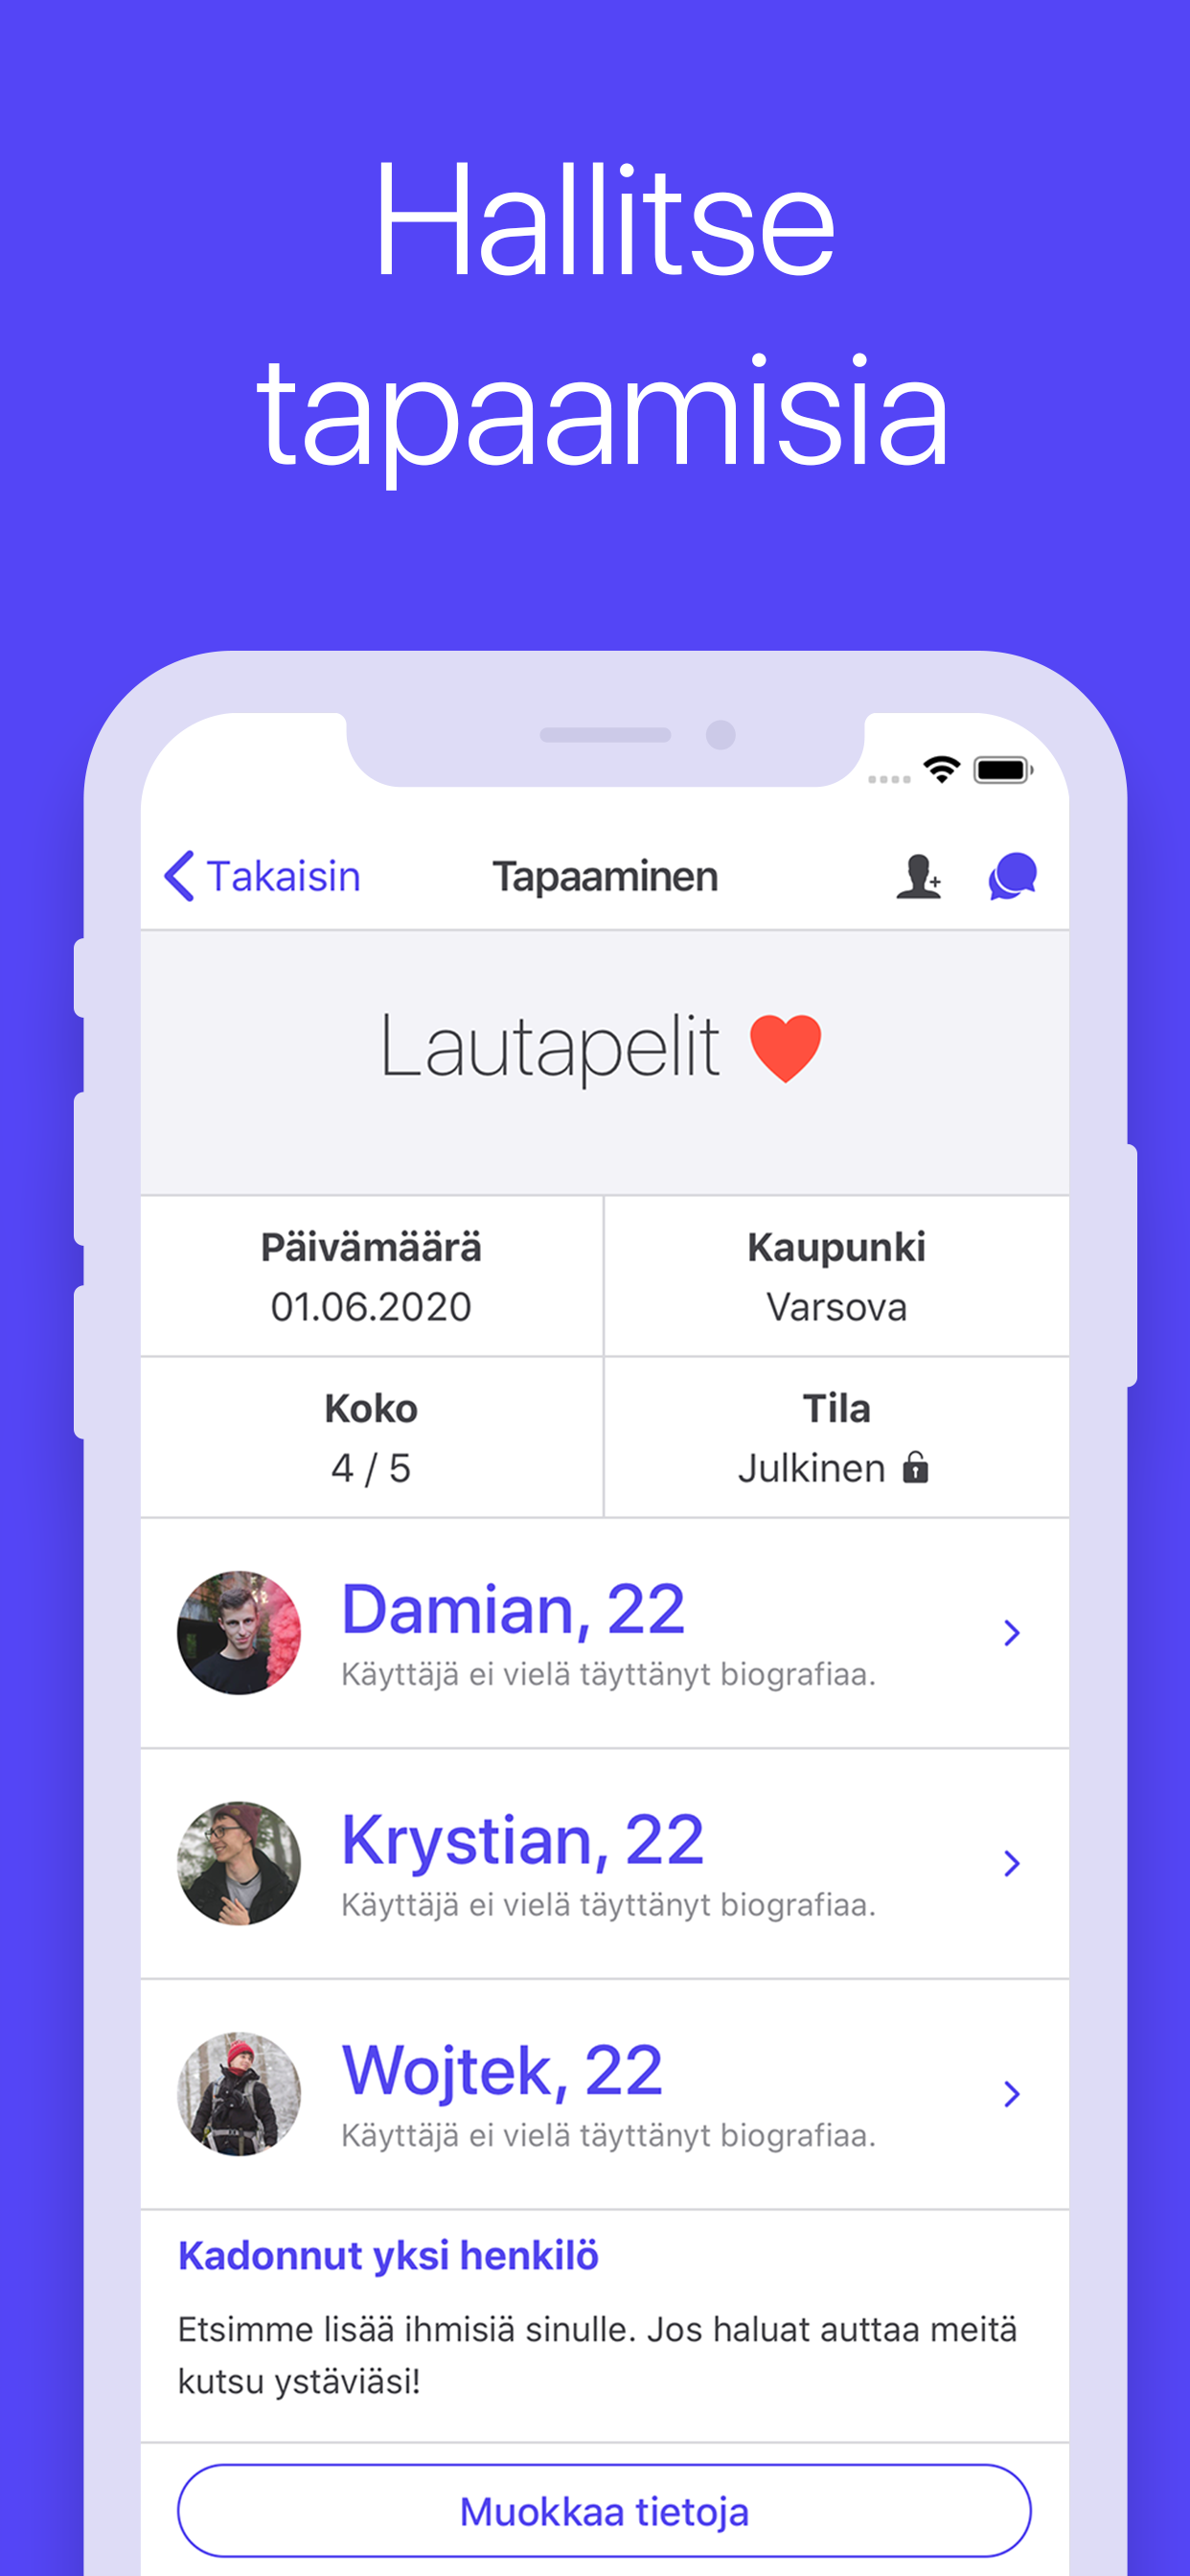 Hallitse
tapaamisia
Takaisin
Tapaaminen
Lautapelit ❤️
Päivämäärä
01.06.2020
Kaupunki
Varsova
Koko
4 / 5
Tila
Julkinen
Damian, 22
Käyttäjä ei vielä täyttänyt biografiaa.
Krystian, 22
Käyttäjä ei vielä täyttänyt biografiaa.
Wojtek, 22
Käyttäjä ei vielä täyttänyt biografiaa.
Kadonnut yksi henkilö
Etsimme lisää ihmisiä sinulle. Jos haluat auttaa meitä
kutsu ystäviäsi!
Muokkaa tietoja